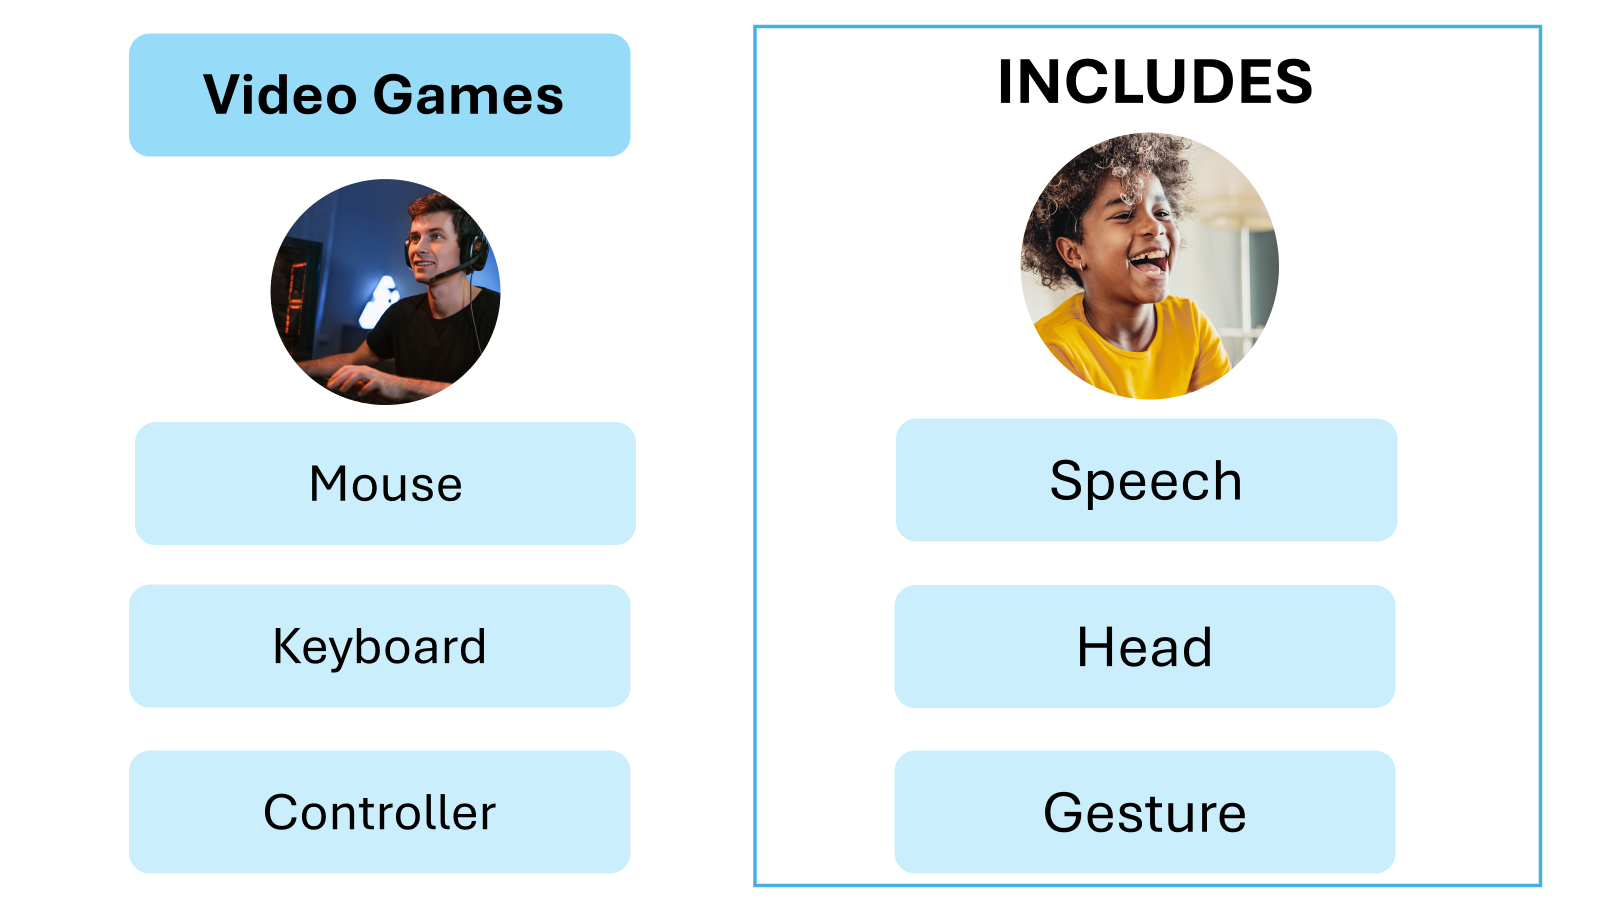 Video Games
Mouse
Keyboard
Controller
INCLUDES
Speech
Head
Gesture